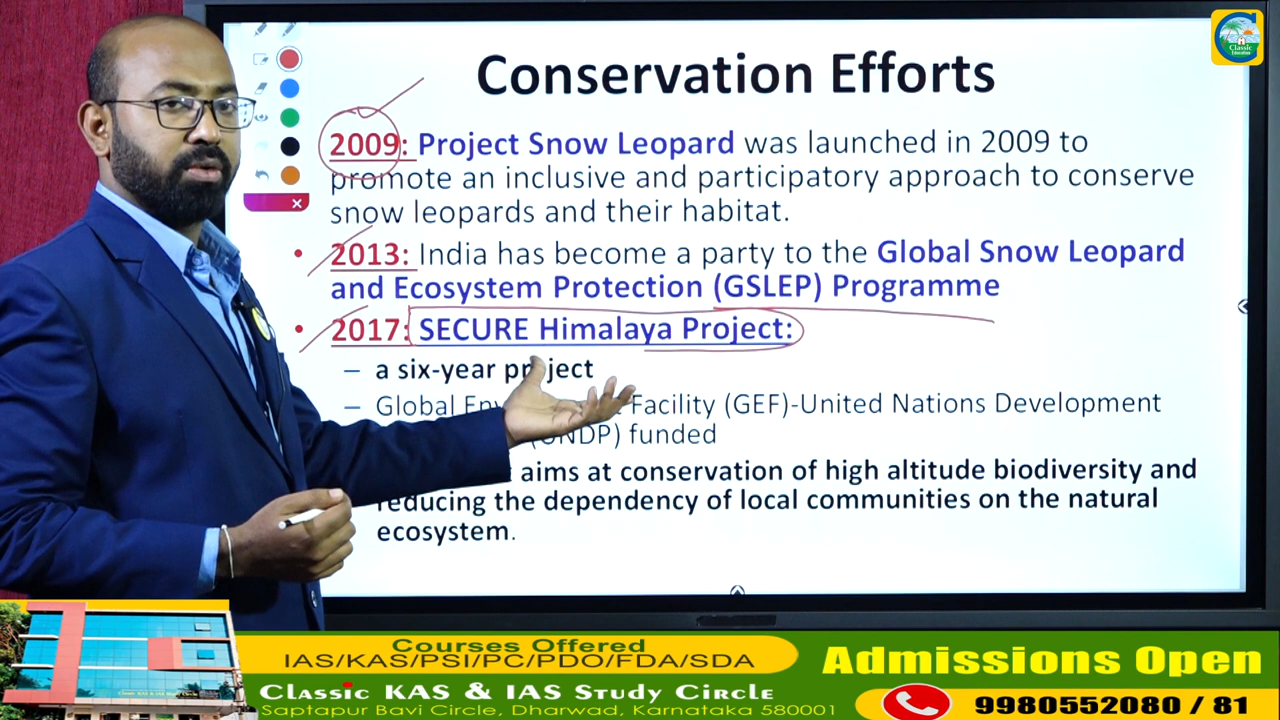 Classic
Education
Conservation Efforts
2009: Project Snow Leopard was launched in 2009 to
promote an inclusive and participatory approach to conserve
snow leopards and their habitat.
• 2013: India has become a party to the Global Snow Leopard
and Ecosystem Protection (GSLEP) Programme
• 2017: SECURE Himalaya Project:
– a six-year project
– Global Facility (GEF)-United Nations Development
(UNDP) funded
aims at conservation of high altitude biodiversity and
reducing the dependency of local communities on the natural
ecosystem.
Courses Offered
IAS/KAS/PSI/PC/PDO/FDA/SDA
Admissions Open
Classic KAS & IAS Study Circle
Saptapur Bavi Circle, Dharwad, Karnataka 580001
9980552080 / 81